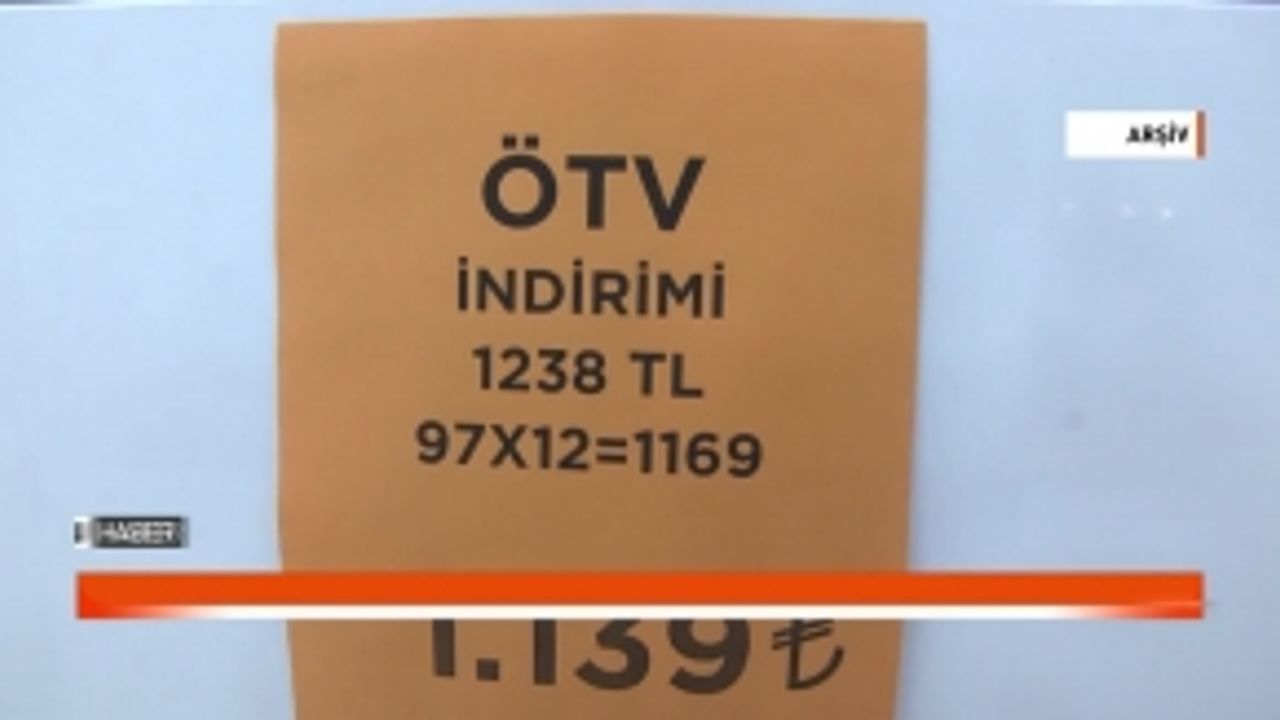 ÖTV
İNDİRİMİ
1238 TL
97X12=1169
1.139₺
ARŞİV
HABER